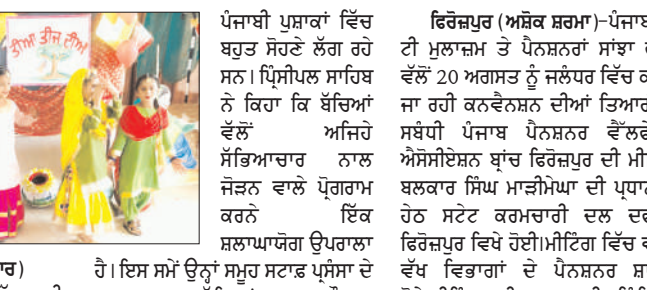 ਤੀਆਂ ਤੀਜ ਦੀਆਂ
ਪੰਜਾਬੀ ਪੁਸ਼ਾਕਾਂ ਵਿੱਚ
ਬਹੁਤ ਸੋਹਣੇ ਲੱਗ ਰਹੇ
ਸਨ। ਪ੍ਰਿੰਸੀਪਲ ਸਾਹਿਬ
ਨੇ ਕਿਹਾ ਕਿ ਬੱਚਿਆਂ
ਵੱਲੋਂ ਅਜਿਹੇ
ਸੱਭਿਆਚਾਰ ਨਾਲ
ਜੋੜਨ ਵਾਲੇ ਪ੍ਰੋਗਰਾਮ
ਕਰਨੇ ਇੱਕ
ਸ਼ਲਾਘਾਯੋਗ ਉਪਰਾਲਾ
ਹੈ। ਇਸ ਸਮੇਂ ਉਨ੍ਹਾਂ ਸਮੂਹ ਸਟਾਫ਼ ਪ੍ਰਸੰਸਾ ਦੇ
ਫਿਰੋਜ਼ਪੁਰ (ਅਸ਼ੋਕ ਸ਼ਰਮਾ)-ਪੰਜਾਬ
ਟੀ ਮੁਲਾਜ਼ਮ ਤੇ ਪੈਨਸ਼ਨਰਾਂ ਸਾਂਝਾ
ਵੱਲੋਂ 20 ਅਗਸਤ ਨੂੰ ਜਲੰਧਰ ਵਿੱਚ
ਜਾ ਰਹੀ ਕਨਵੈਨਸ਼ਨ ਦੀਆਂ ਤਿਆਰ
ਸਬੰਧੀ ਪੰਜਾਬ ਪੈਨਸ਼ਨਰ ਵੈੱਲਫੇ
ਐਸੋਸੀਏਸ਼ਨ ਬ੍ਰਾਂਚ ਫਿਰੋਜ਼ਪੁਰ ਦੀ ਮੀ
ਬਲਕਾਰ ਸਿੰਘ ਮਾੜੀਮੇਘਾ ਦੀ ਪ੍ਰਧਾ
ਹੇਠ ਸਟੇਟ ਕਰਮਚਾਰੀ ਦਲ ਦ
ਫਿਰੋਜ਼ਪੁਰ ਵਿਖੇ ਹੋਈ।ਮੀਟਿੰਗ ਵਿੱਚ
ਵੱਖ ਵਿਭਾਗਾਂ ਦੇ ਪੈਨਸ਼ਨਰ ਸ਼